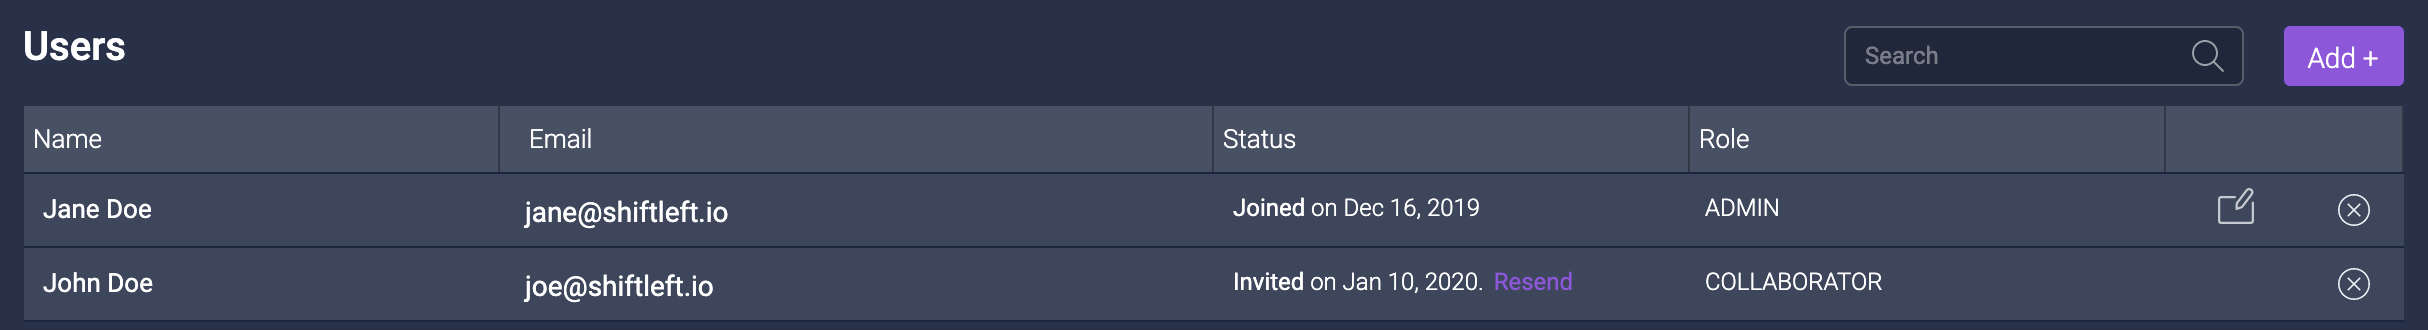 Users
Search
Add +
Name Email Status Role
Jane Doe jane@shiftleft.io Joined on Dec 16, 2019 ADMIN
John Doe joe@shiftleft.io Invited on Jan 10, 2020. Resend COLLABORATOR